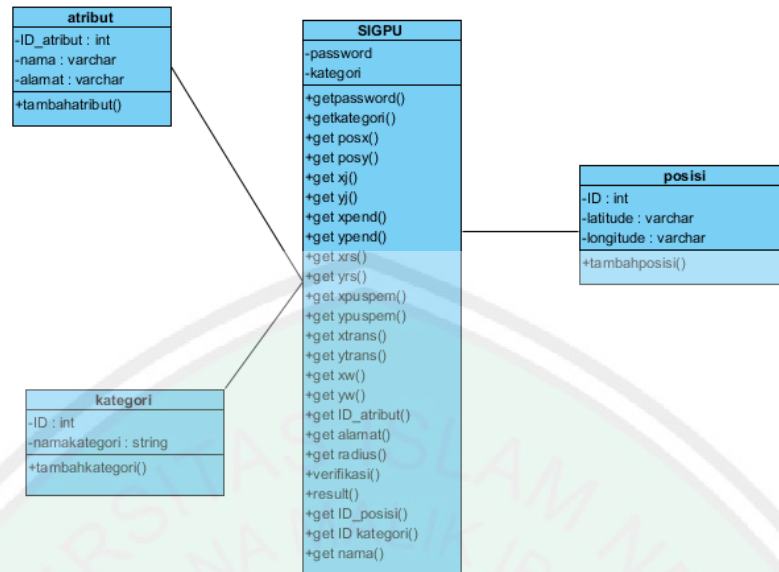 atribut
-ID_atribut : int
-nama : varchar
-alamat : varchar
+tambahatribut()
SIGPU
-password
-kategori
+getpassword()
+getkategori()
+get posx()
+get posy()
+get xj()
+get yj()
+get xpend()
+get ypend()
+get xrs()
+get yrs()
+get xpuspem()
+get ypuspem()
+get xtrans()
+get ytrans()
+get xw()
+get yw()
+get ID_atribut()
+get alamat()
+get radius()
+verifikasi()
+result()
+get ID_posisi()
+get ID kategori()
+get nama()
posisi
-ID : int
-latitude : varchar
-longitude : varchar
+tambahposisi()
kategori
-ID : int
-namakategori : string
+tambahkategori()